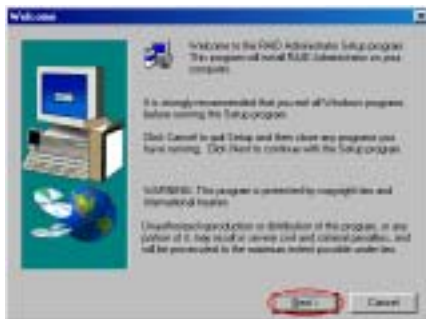 Welcome
Welcome to the RAID Administrator Setup program.
This program will install RAID Administrator on your
computer.
It is strongly recommended that you exit all Windows programs
before running the Setup program.
Click Cancel to quit Setup and then close any programs you
have running. Click Next to continue with the Setup program.
WARNING: This program is protected by copyright law and
international treaties.
Unauthorized reproduction or distribution of this program, or any
portion of it, may result in severe civil and criminal penalties, and
will be prosecuted to the maximum extent possible under law.
Next >
Cancel